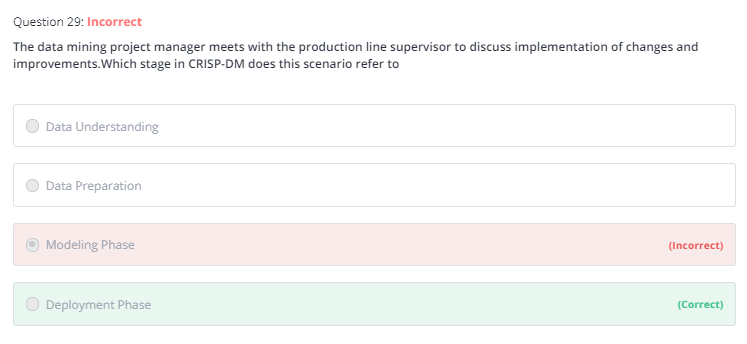 Question 29: Incorrect
The data mining project manager meets with the production line supervisor to discuss implementation of changes and
improvements.Which stage in CRISP-DM does this scenario refer to
Data Understanding
Data Preparation
Modeling Phase (Incorrect)
Deployment Phase (Correct)